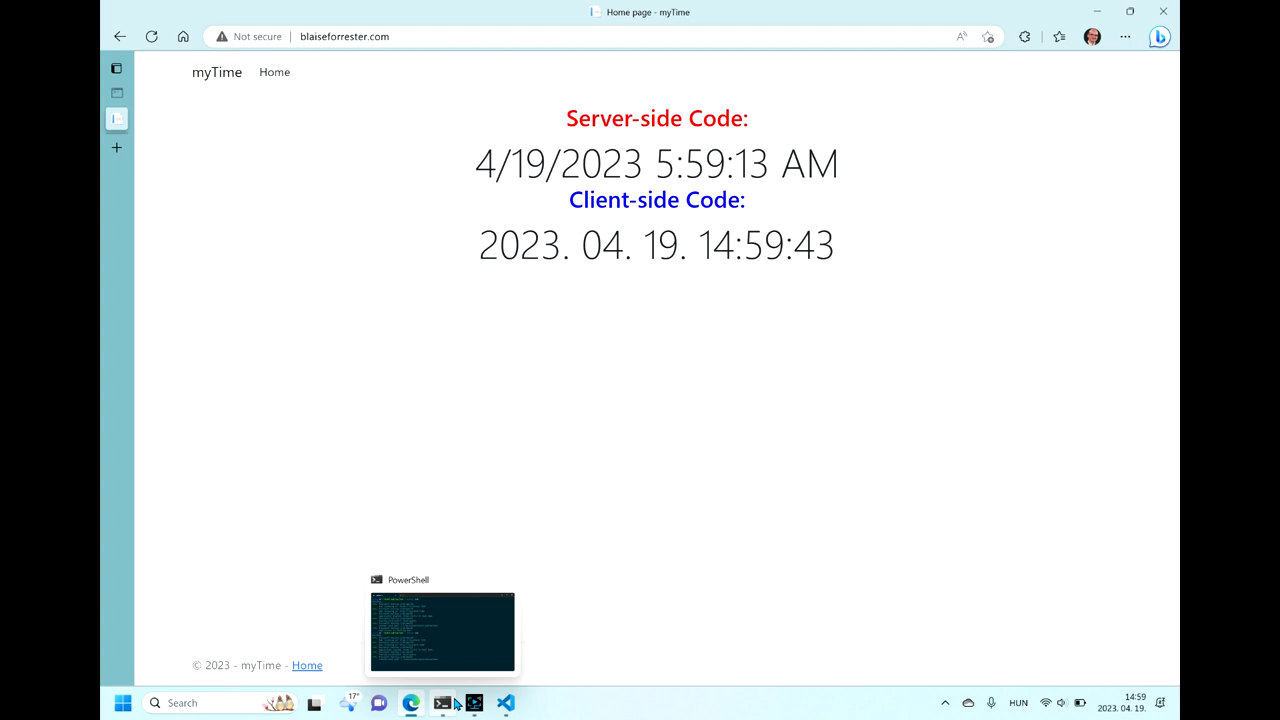 Home page - myTime
Not secure
blaiseforrester.com
myTime
Home
Server-side Code:
4/19/2023 5:59:13 AM
Client-side Code:
2023. 04. 19. 14:59:43
PowerShell
© 2023 - myTime - Home
Search
17°
HUN
14:59
2023. 04. 19.